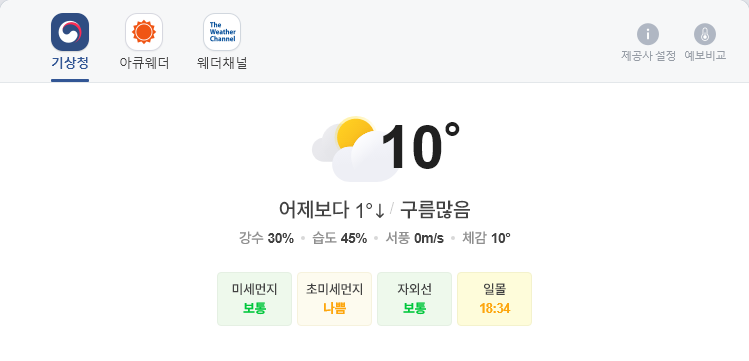 The
Weather
Channel
기상청 아큐웨더 웨더채널
제공사 설정 예보비교
10°
어제보다 1°↓ / 구름많음
강수 30% • 습도 45% • 서풍 0m/s • 체감 10°
미세먼지 초미세먼지 자외선 일몰
보통 나쁨 보통 18:34